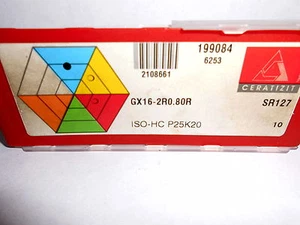 199084
6253
2108661
CERATIZIT
GX16-2R0.80R
SR127
ISO-HC P25K20
10